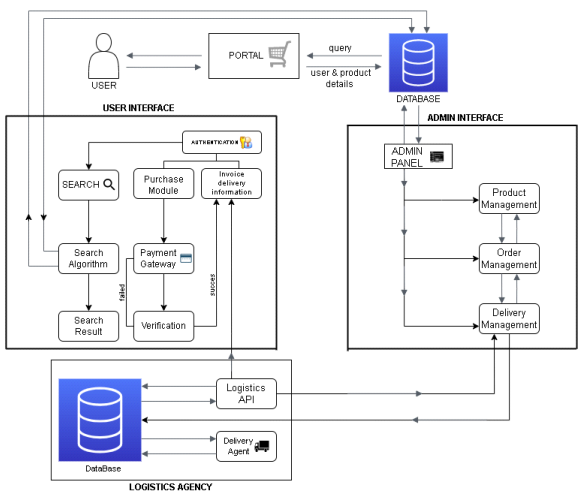 query
PORTAL
user & product
details
USER
DATABASE
USER INTERFACE
ADMIN INTERFACE
AUTHENTICATION
ADMIN
PANEL
SEARCH
Purchase
Module
Invoice
delivery
information
Product
Management
Search
Algorithm
Payment
Gateway
Order
Management
failed
succes
Search
Result
Verification
Delivery
Management
Logistics
API
Delivery
Agent
DataBase
LOGISTICS AGENCY